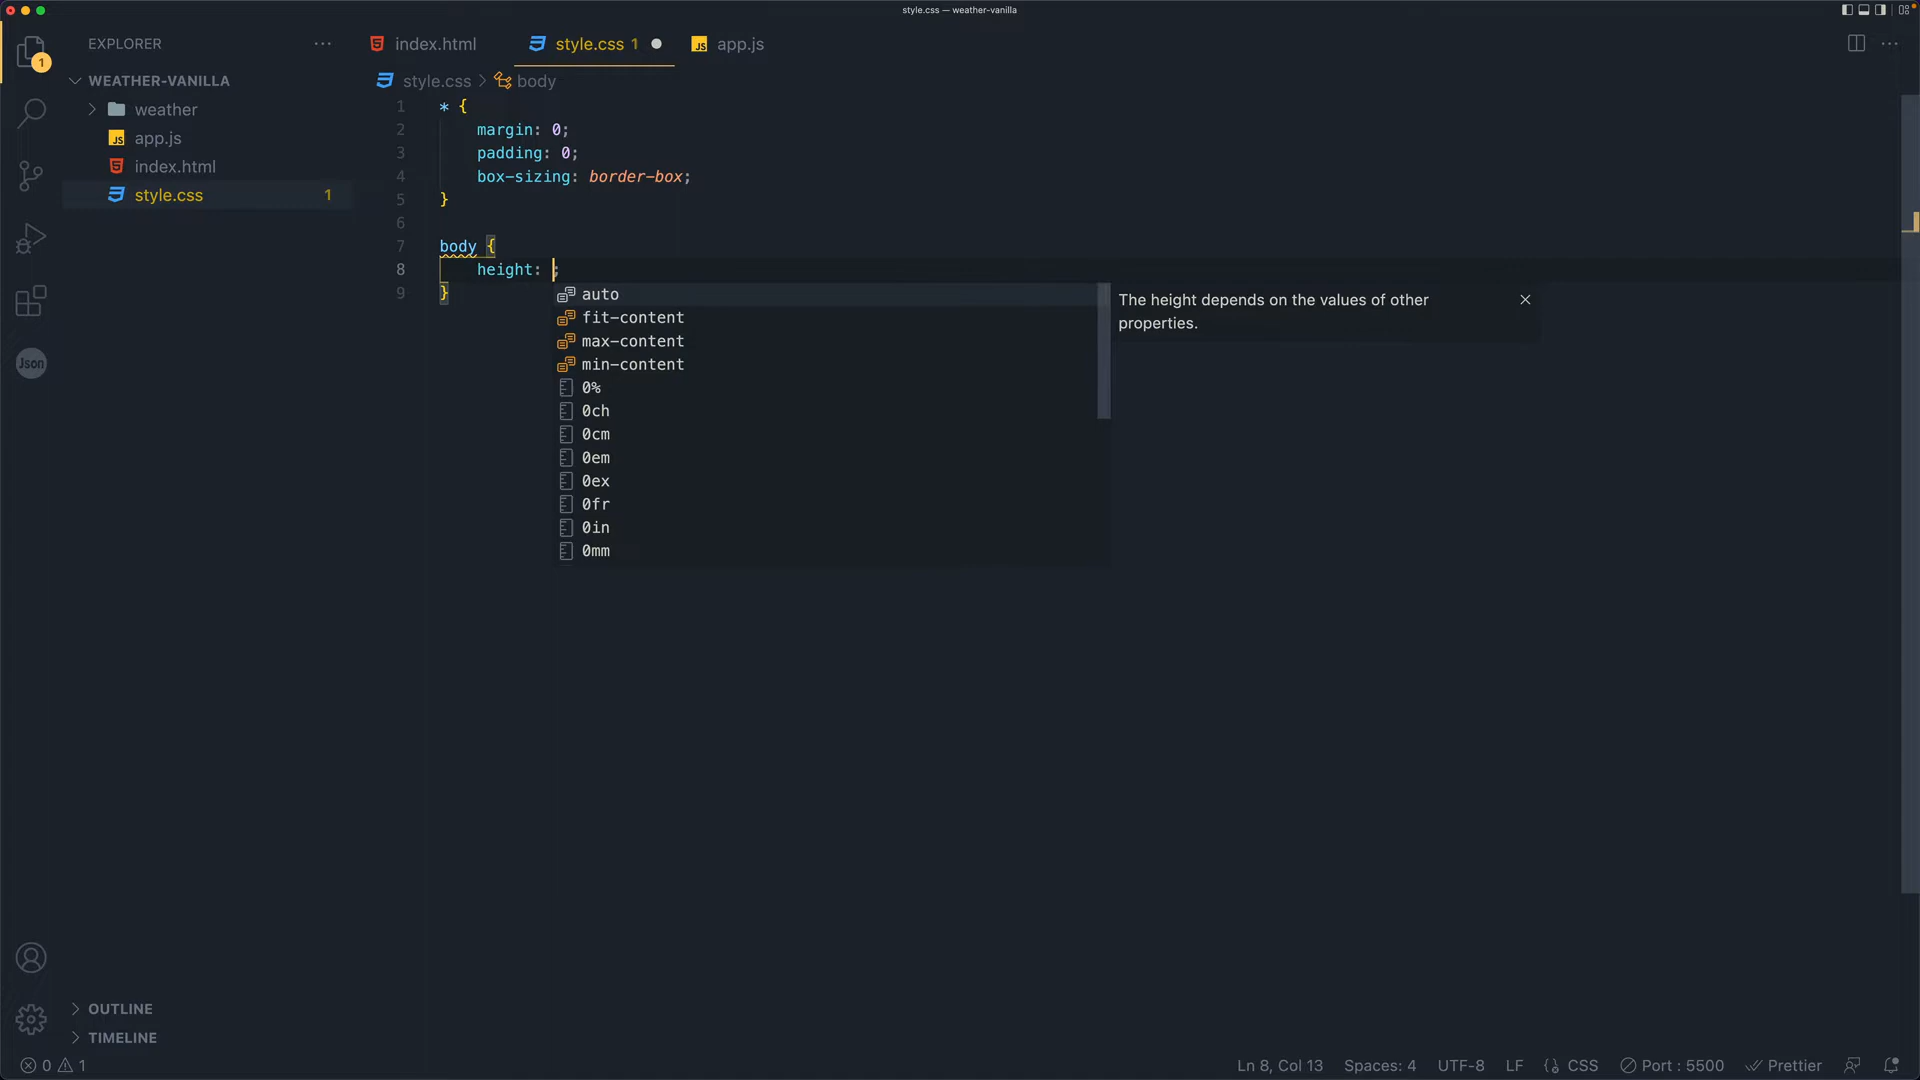 style.css — weather-vanilla
EXPLORER
index.html
style.css 1
app.js
1
WEATHER-VANILLA
style.css > body
weather
app.js
index.html
style.css 1
Json
1 * {
2 margin: 0;
3 padding: 0;
4 box-sizing: border-box;
5 }
6
7 body {
8 height: ;
9 }
auto
fit-content
max-content
min-content
0%
0ch
0cm
0em
0ex
0fr
0in
0mm
The height depends on the values of other
properties.
OUTLINE
TIMELINE
0 1
Ln 8, Col 13 Spaces: 4 UTF-8 LF {} CSS Port : 5500 Prettier